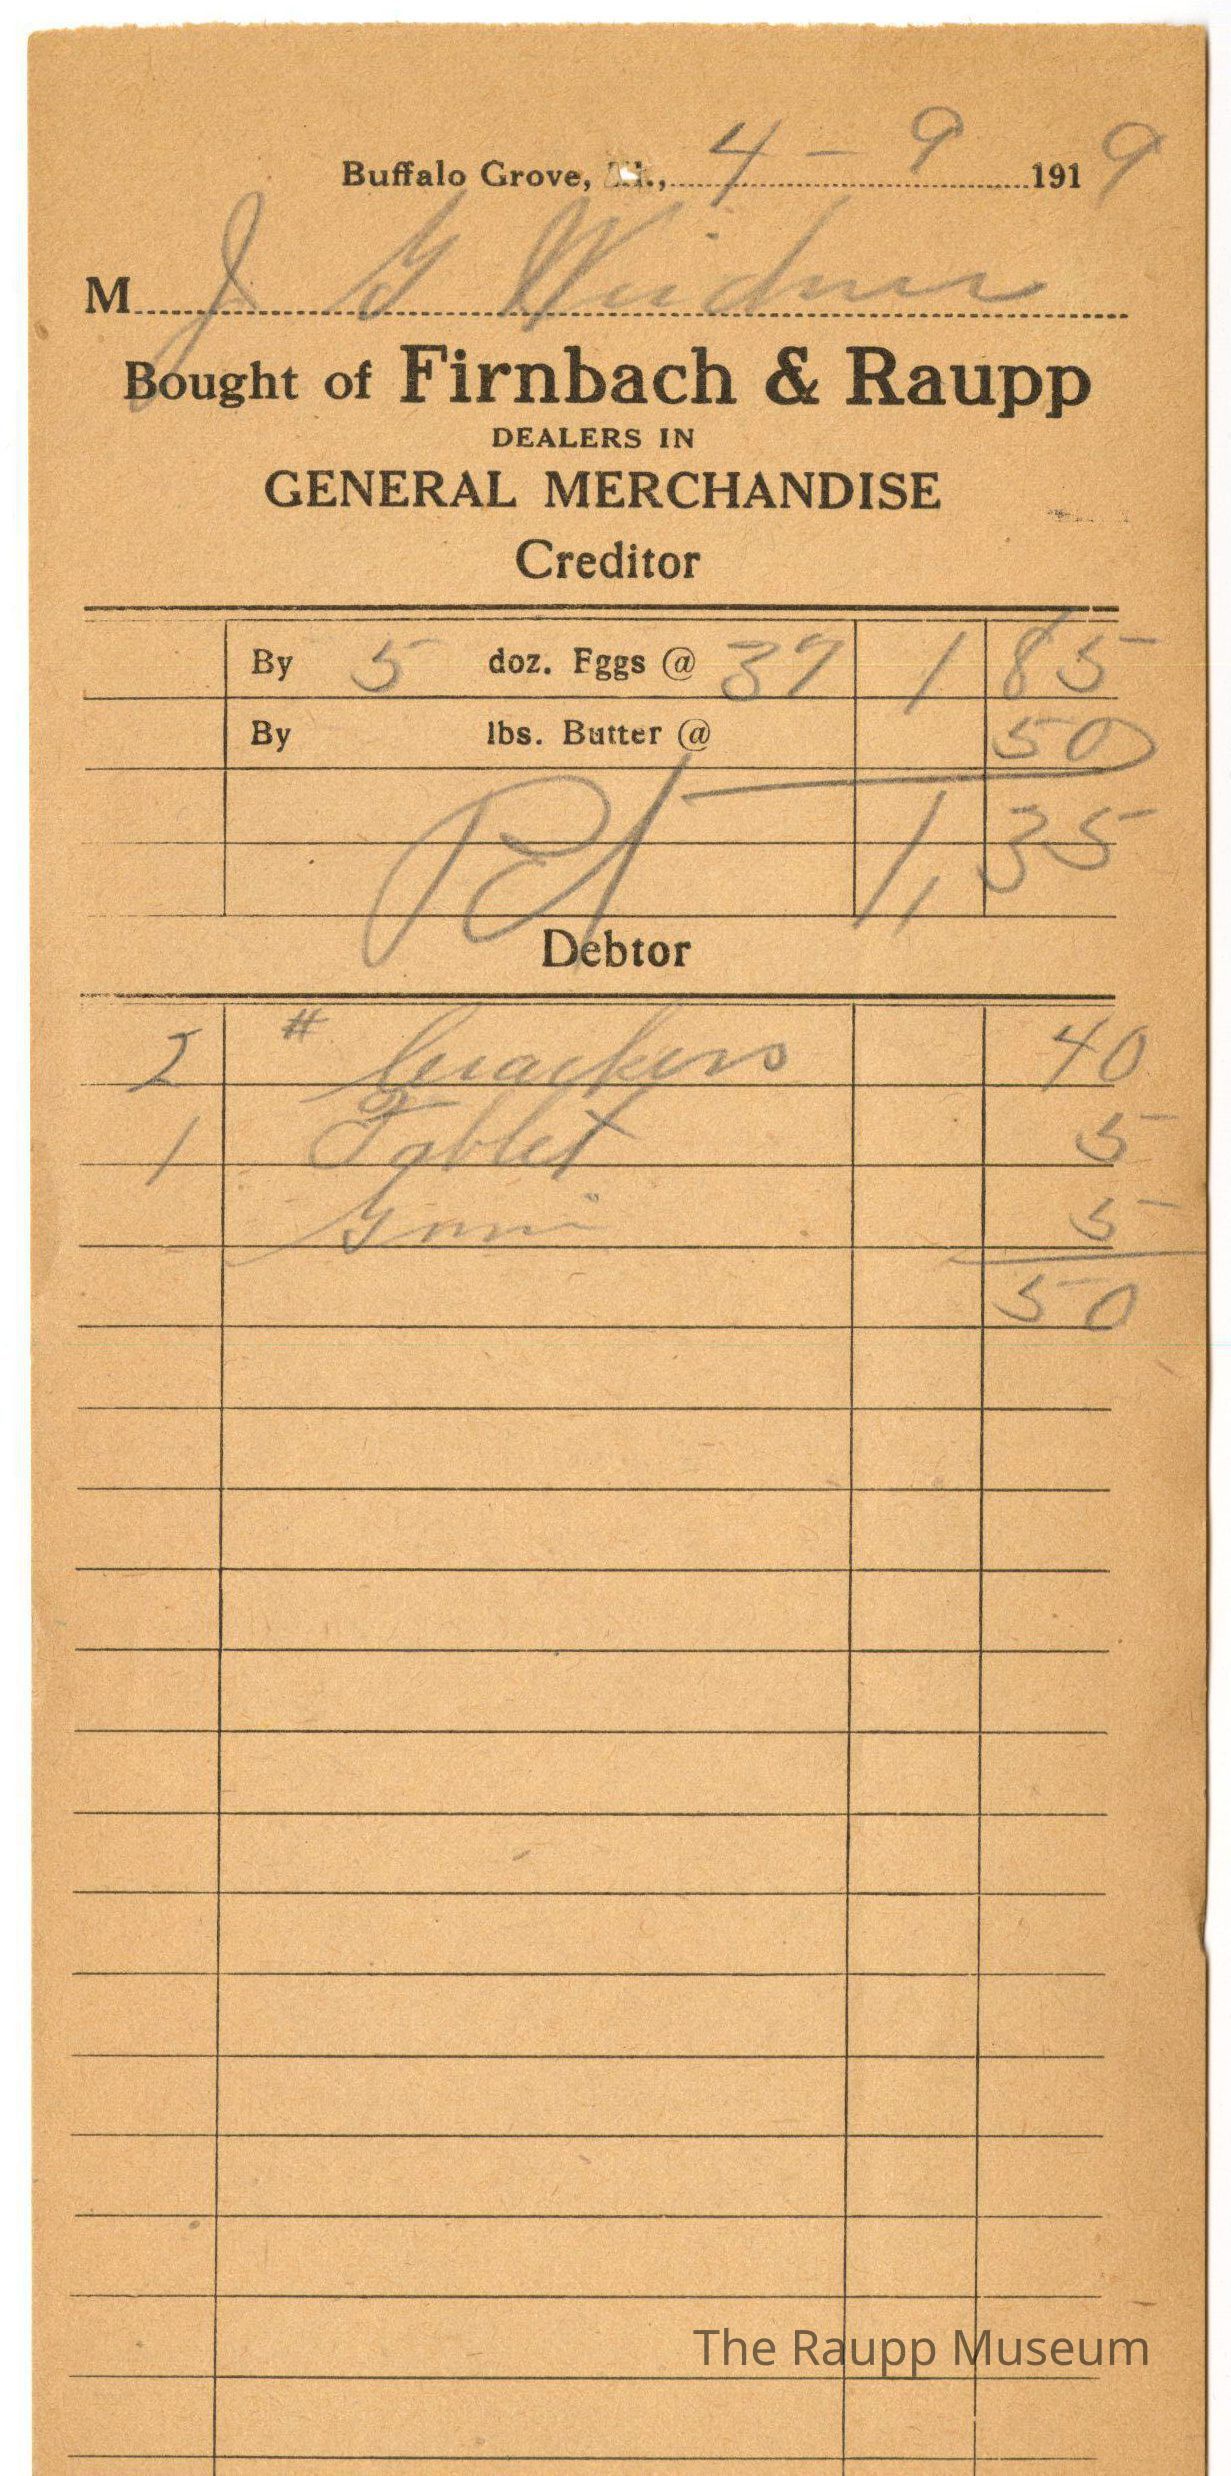 Buffalo Grove, Ill., 4 - 9 1919
M J G Weidner
Bought of Firnbach & Raupp
DEALERS IN
GENERAL MERCHANDISE
Creditor
By 5 doz. Eggs @ 37 1 85
By lbs. Butter @ 50
Pd 1,35
Debtor
2 # Crackers 40
1 Tablet 5
Gum 5
50
The Raupp Museum